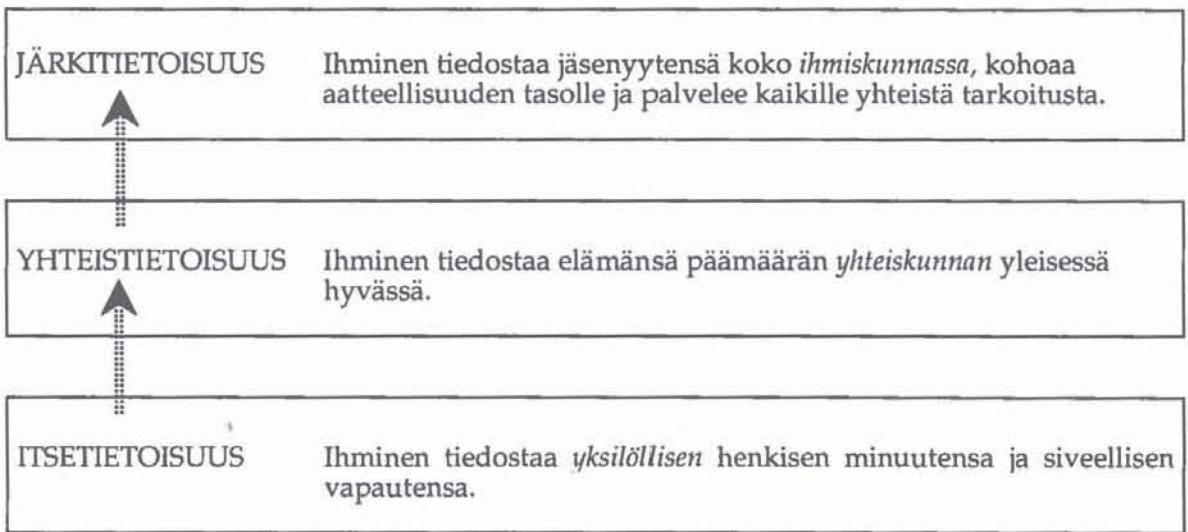 JÄRKITIETOISUUS Ihminen tiedostaa jäsenyytensä koko ihmiskunnassa, kohoaa
aatteellisuuden tasolle ja palvelee kaikille yhteistä tarkoitusta.
YHTEISTIETOISUUS Ihminen tiedostaa elämänsä päämäärän yhteiskunnan yleisessä
hyvässä.
ITSETIETOISUUS Ihminen tiedostaa yksilöllisen henkisen minuutensa ja siveellisen
vapautensa.